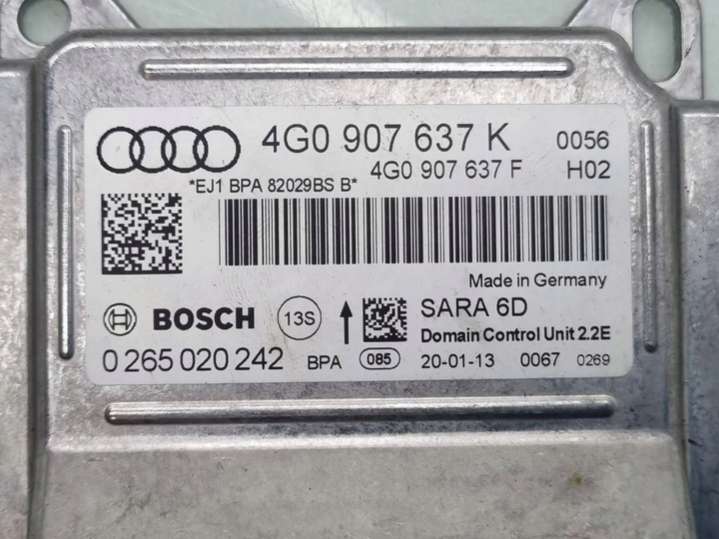 4G0 907 637 K 0056
4G0 907 637 F H02
*EJ1 BPA 82029BS B*
Made in Germany
BOSCH 13S SARA 6D
Domain Control Unit 2.2E
0 265 020 242 BPA 085 20-01-13 0067 0269